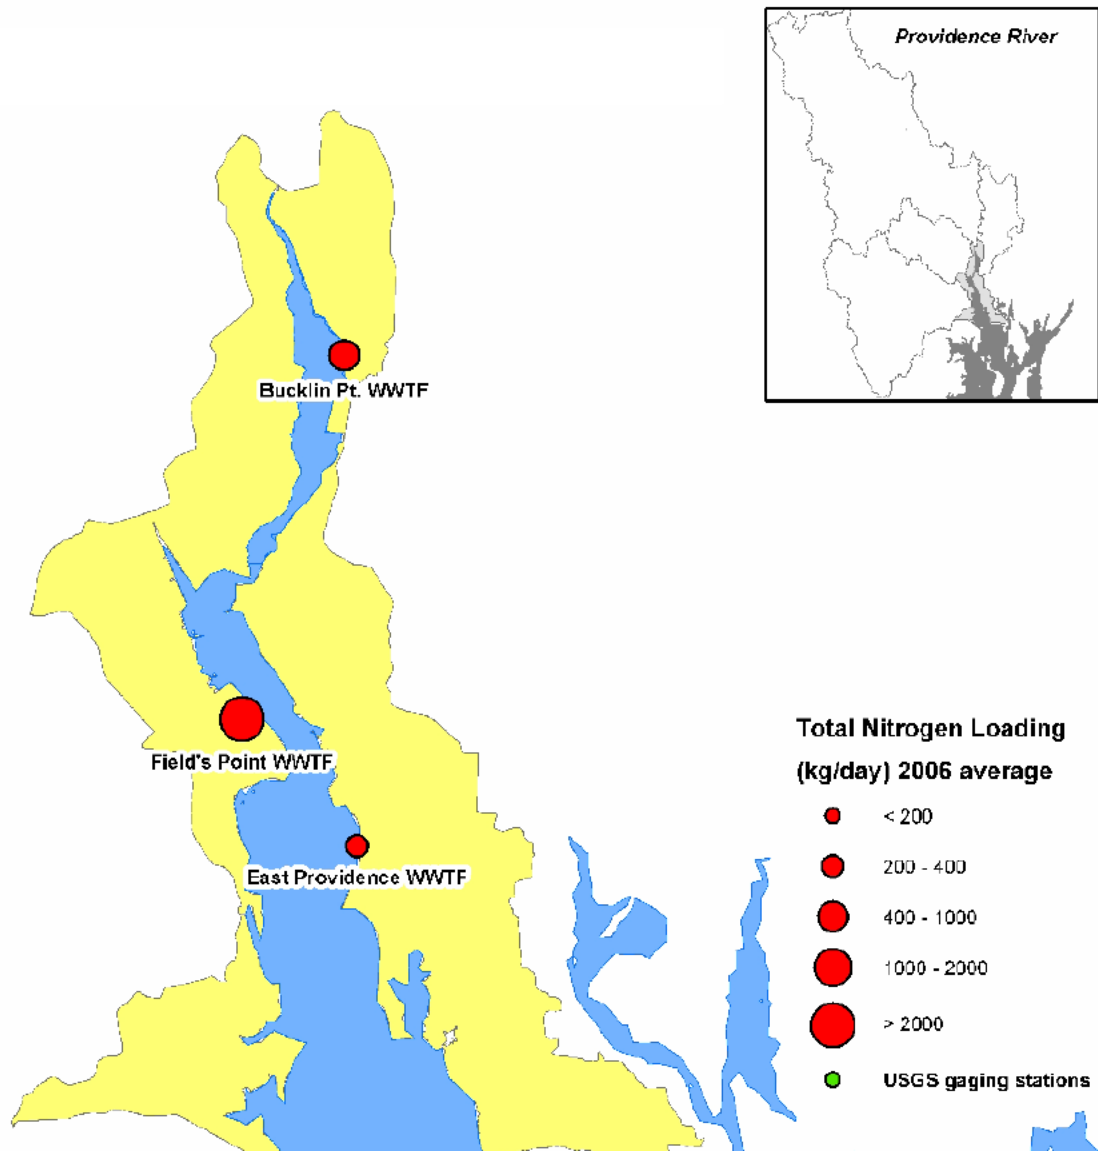 Providence River
Bucklin Pt. WWTF
Field's Point WWTF
East Providence WWTF
Total Nitrogen Loading
(kg/day) 2006 average
< 200
200 - 400
400 - 1000
1000 - 2000
> 2000
USGS gaging stations